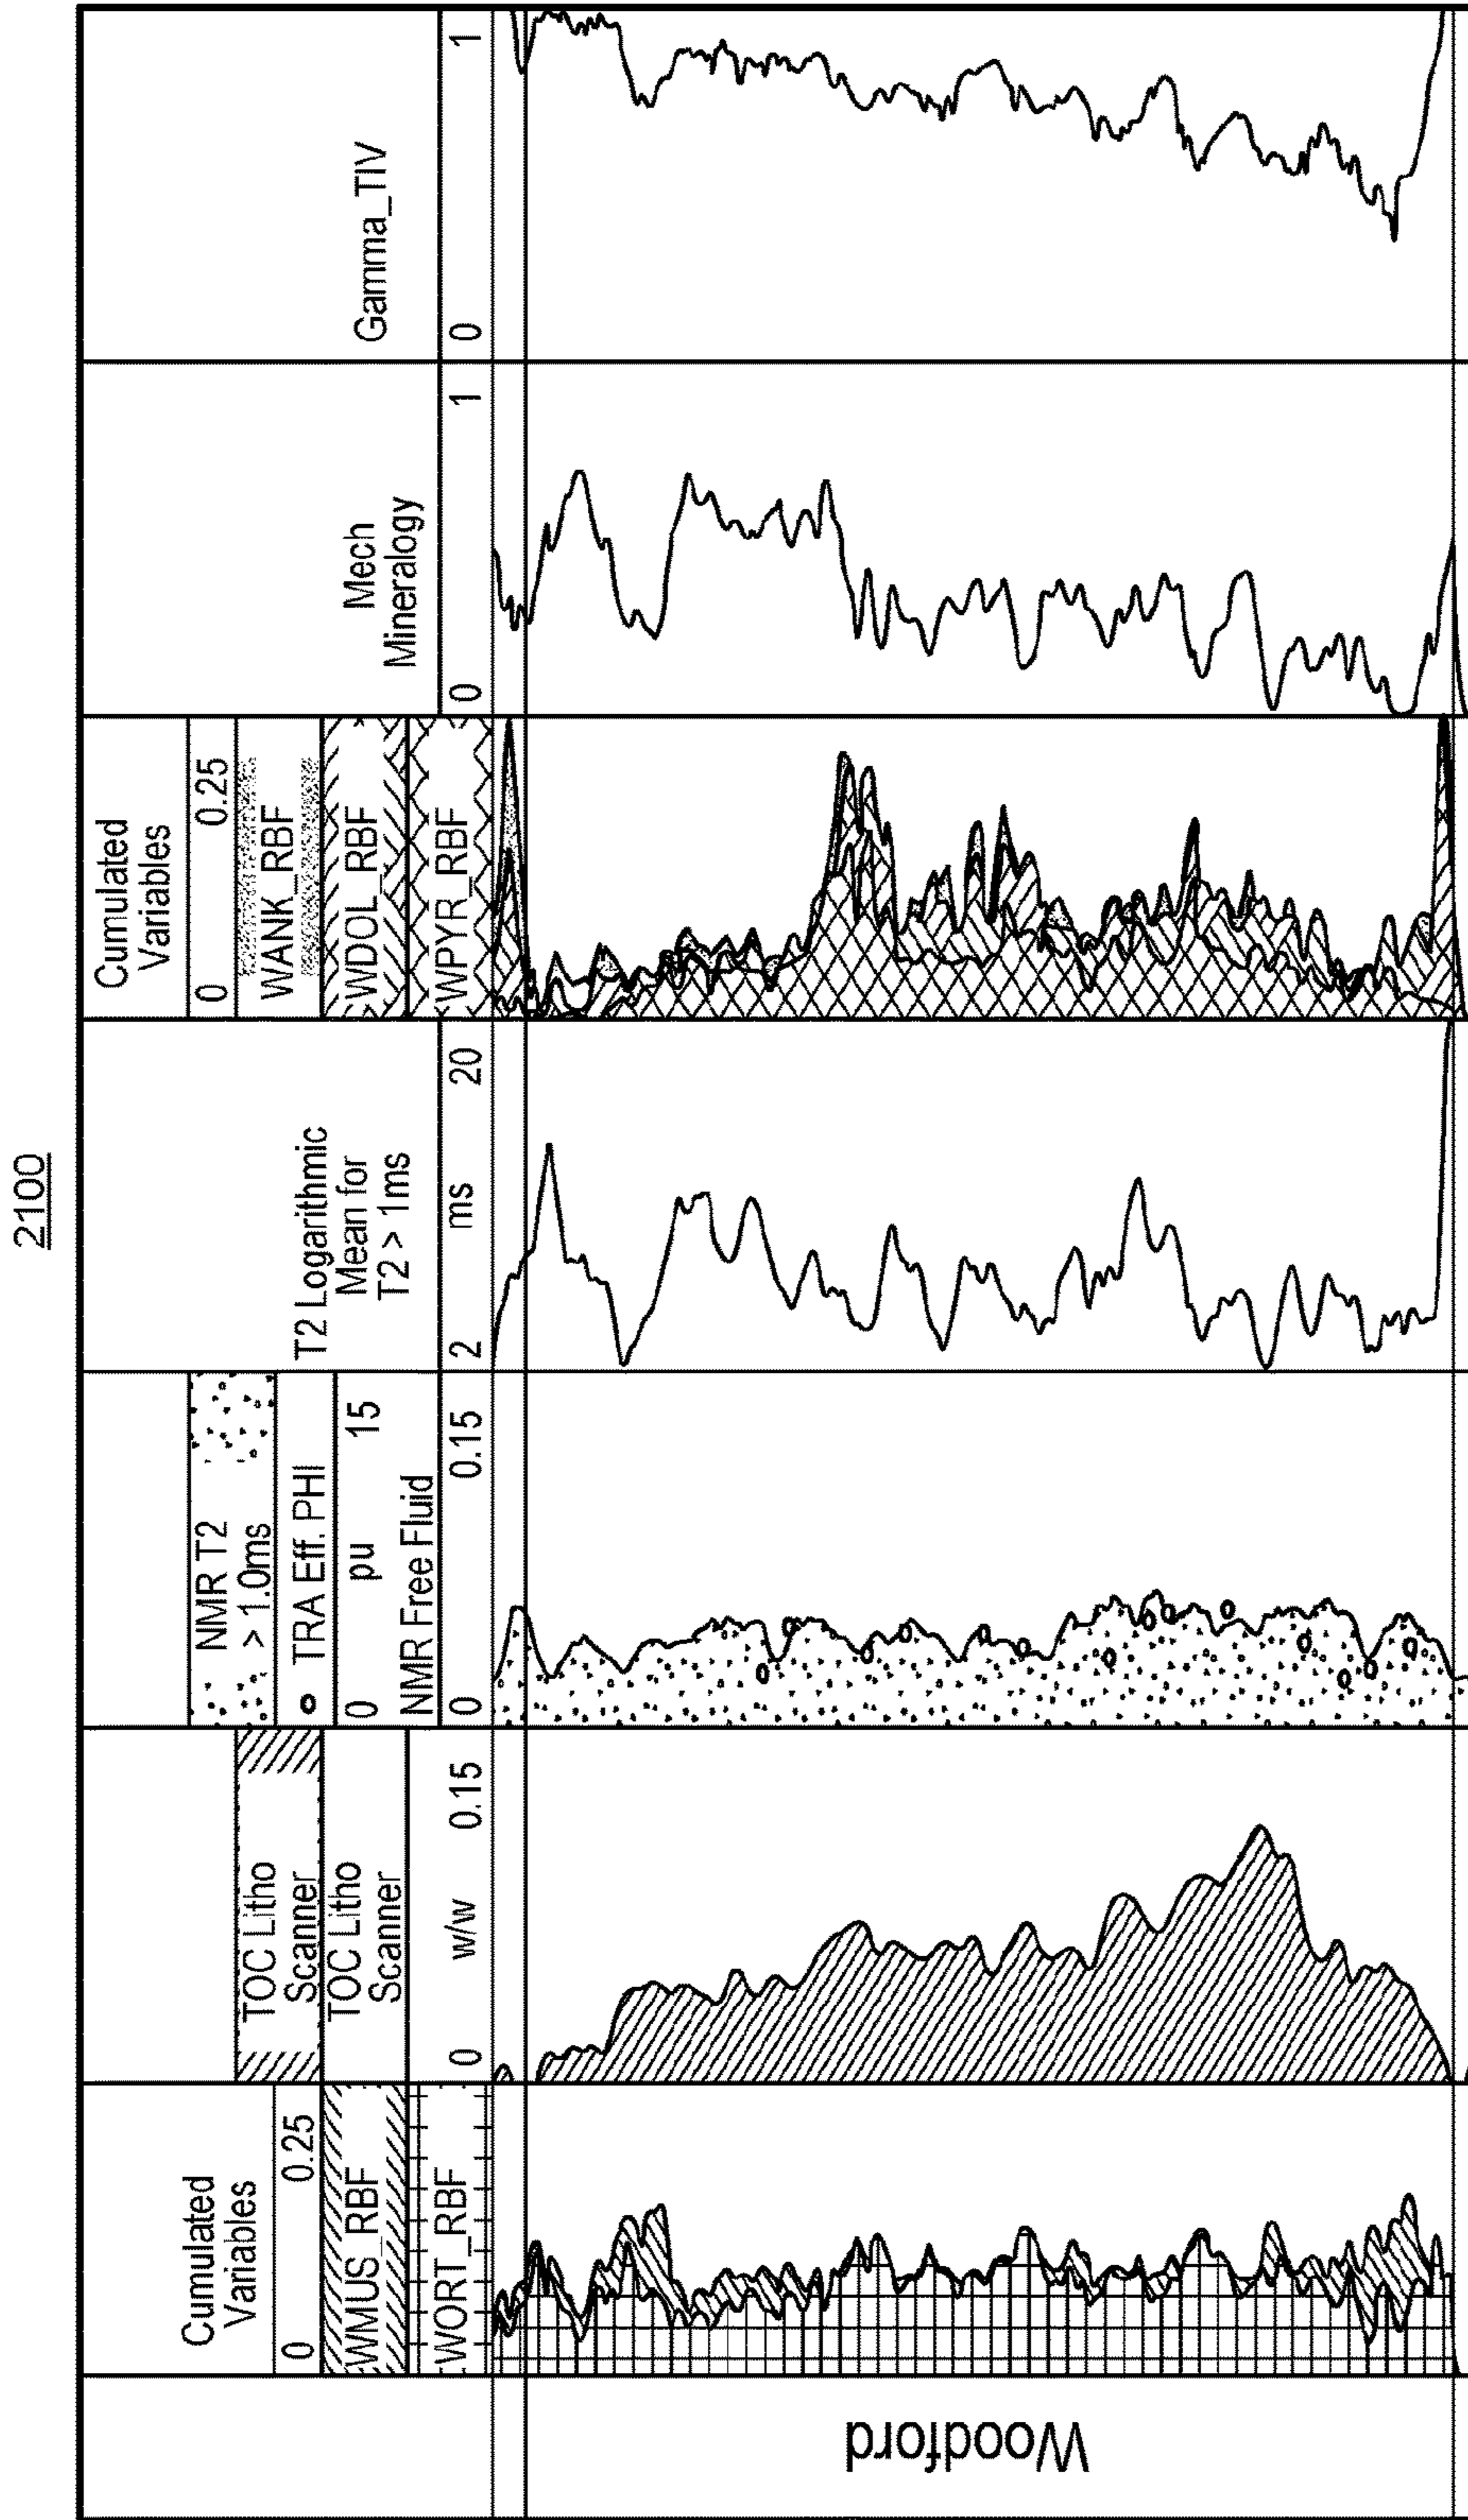 2100
Cumulated
Variables
0 0.25
WMUS_RBF
WORT_RBF
TOC Litho
Scanner
TOC Litho
Scanner
0 w/w 0.15
NMR T2
> 1.0ms
TRA Eff. PHI
0 pu 15
NMR Free Fluid
0 0.15
T2 Logarithmic
Mean for
T2 > 1ms
2 ms 20
Cumulated
Variables
0 0.25
WANK_RBF
WDOL_RBF
WPYR_RBF
Mech
Mineralogy
0 1
Gamma_TIV
0 1
Woodford